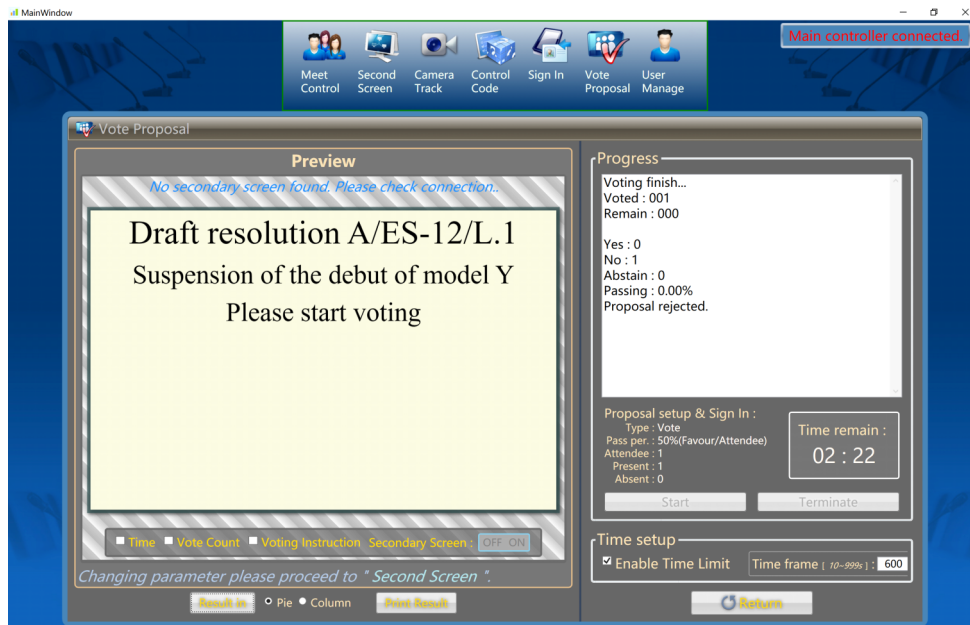 MainWindow
Main controller connected.
Meet Control
Second Screen
Camera Track
Control Code
Sign In
Vote Proposal
User Manage
Vote Proposal
Preview
No secondary screen found. Please check connection..
Draft resolution A/ES-12/L.1
Suspension of the debut of model Y
Please start voting
Time Vote Count Voting Instruction Secondary Screen : OFF ON
Changing parameter please proceed to " Second Screen ".
Result in Pie Column Print Result
Progress
Voting finish...
Voted : 001
Remain : 000
Yes : 0
No : 1
Abstain : 0
Passing : 0.00%
Proposal rejected.
Proposal setup & Sign In :
Type : Vote
Pass per. : 50%(Favour/Attendee)
Attendee : 1
Present : 1
Absent : 0
Time remain :
02 : 22
Start Terminate
Time setup
Enable Time Limit Time frame [ 10~999s ] : 600
Return